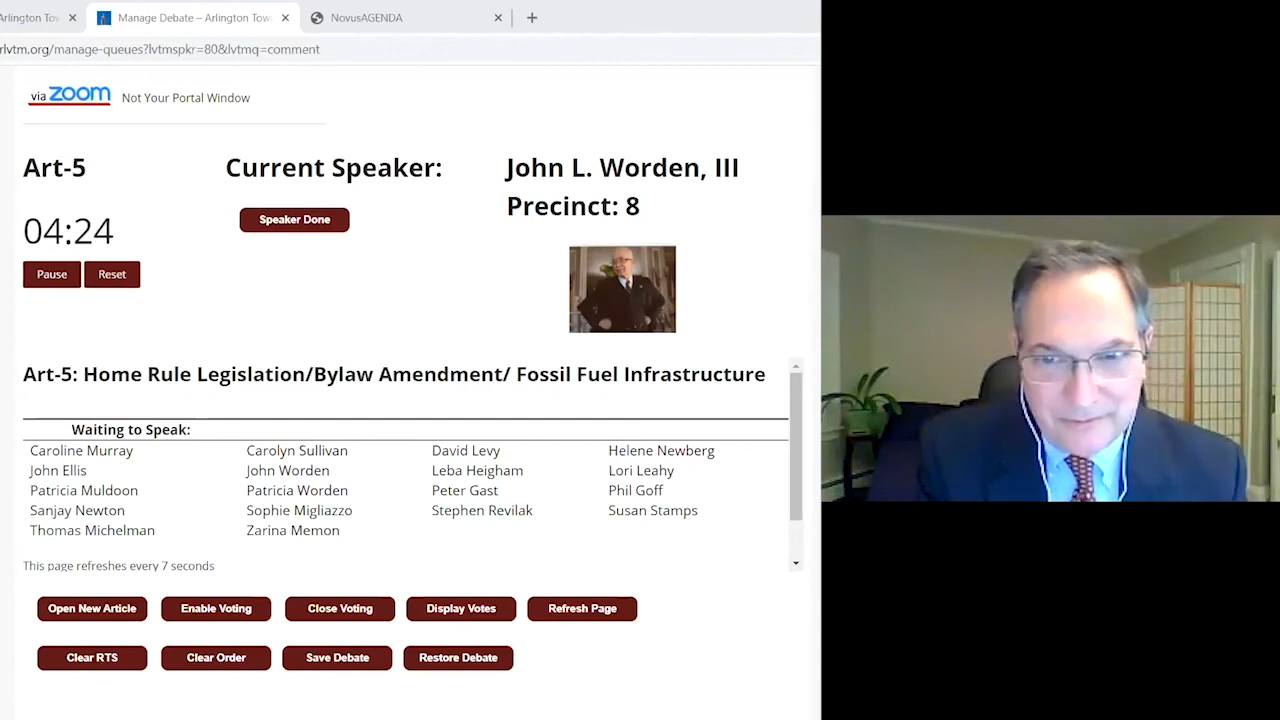 Arlington Tow
Manage Debate – Arlington Tow
NovusAGENDA
rlvtm.org/manage-queues?lvtmspkr=80&lvtmq=comment
via zoom Not Your Portal Window
Art-5 Current Speaker: John L. Worden, III
Precinct: 8
04:24 Speaker Done
Pause Reset
Art-5: Home Rule Legislation/Bylaw Amendment/ Fossil Fuel Infrastructure
Waiting to Speak:
Caroline Murray Carolyn Sullivan David Levy Helene Newberg
John Ellis John Worden Leba Heigham Lori Leahy
Patricia Muldoon Patricia Worden Peter Gast Phil Goff
Sanjay Newton Sophie Migliazzo Stephen Revilak Susan Stamps
Thomas Michelman Zarina Memon
This page refreshes every 7 seconds
Open New Article Enable Voting Close Voting Display Votes Refresh Page
Clear RTS Clear Order Save Debate Restore Debate